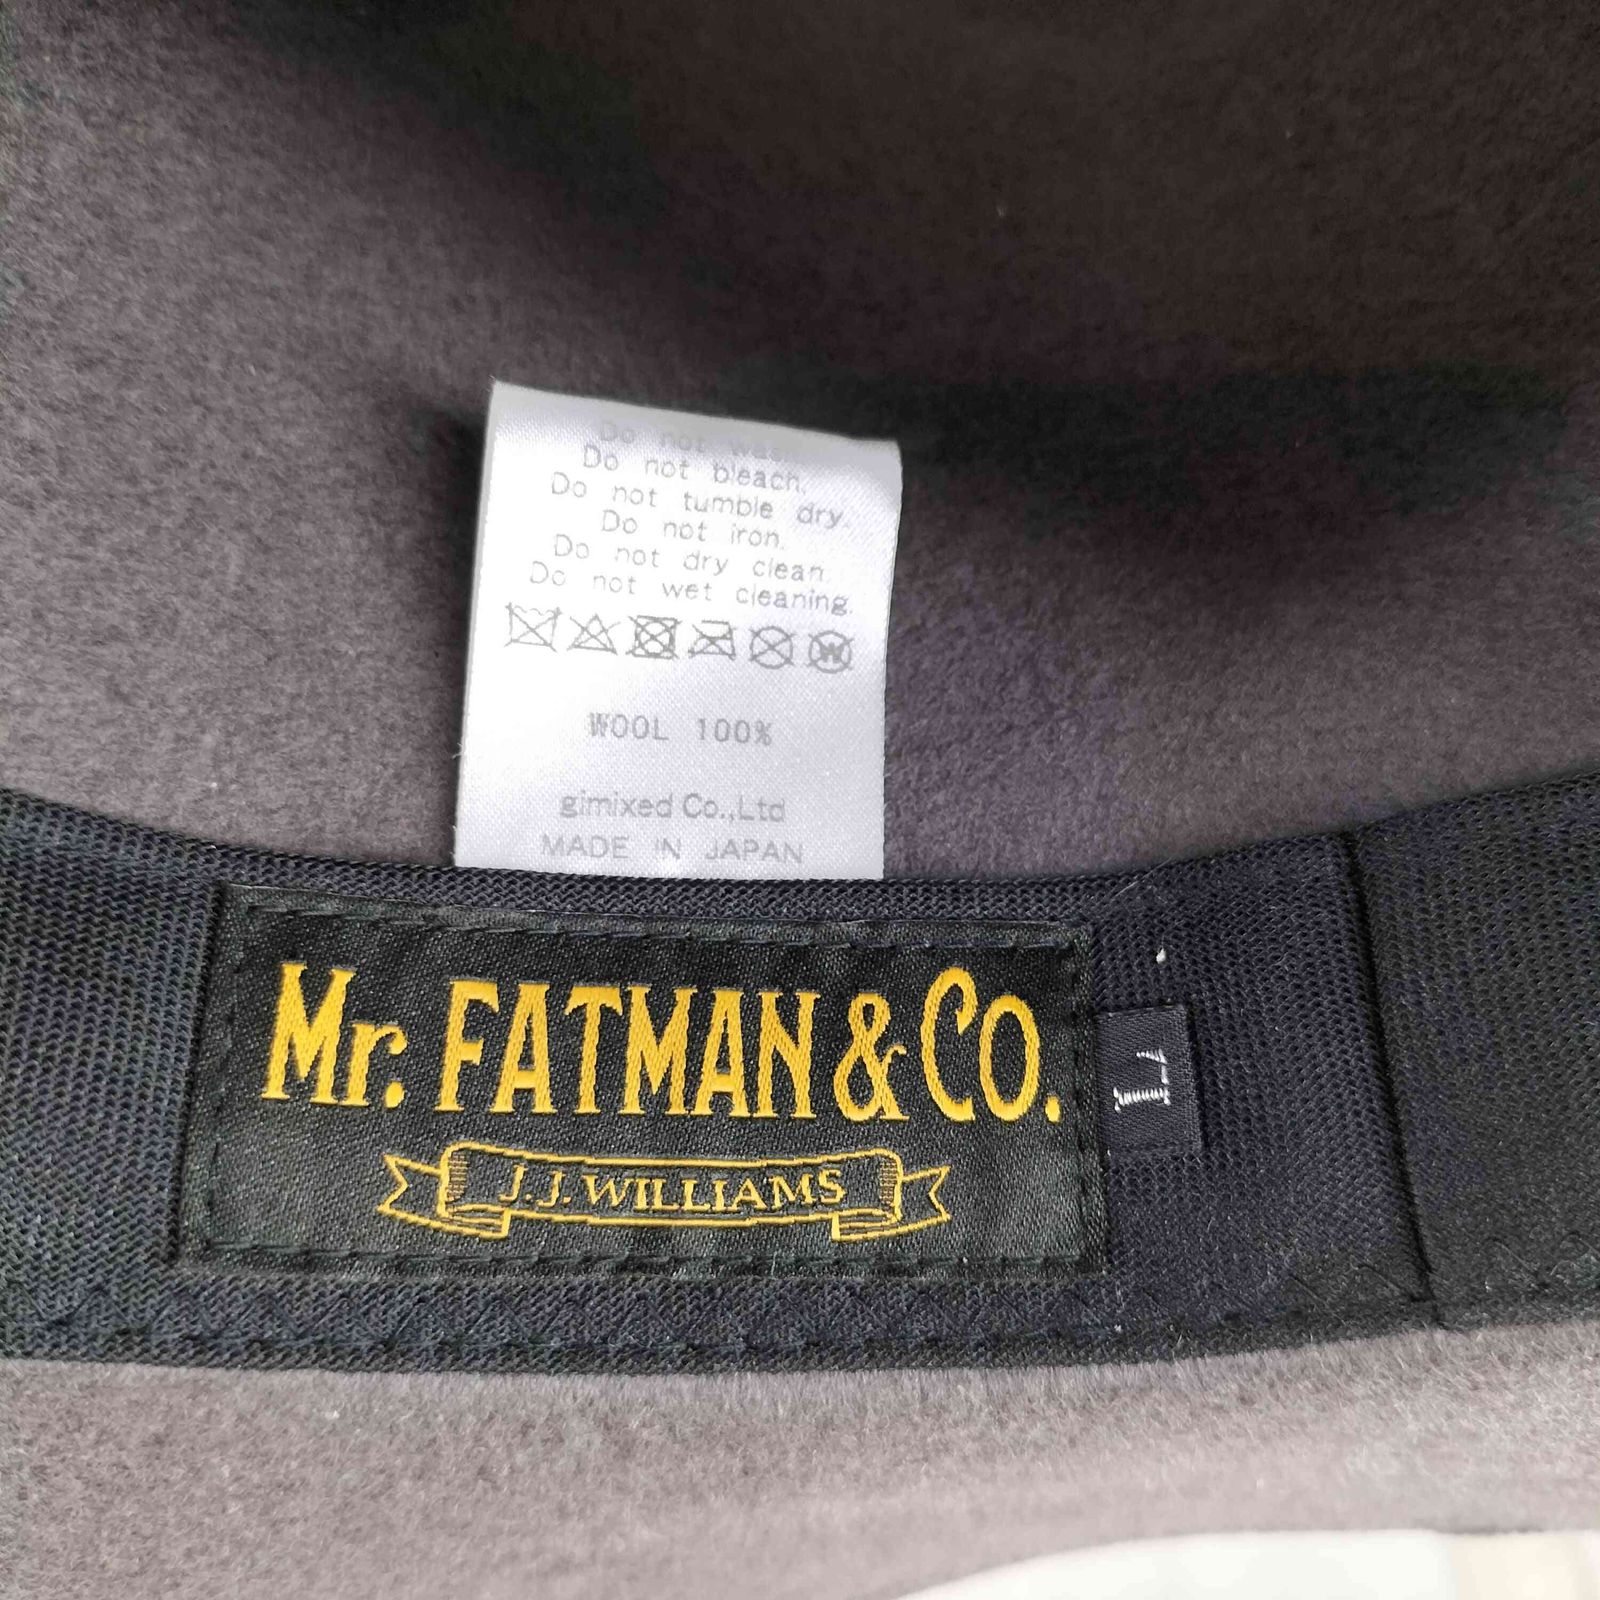 Do not wash.
Do not bleach.
Do not tumble dry.
Do not iron.
Do not dry clean.
Do not wet cleaning.
W
WOOL 100%
gimixed Co.,Ltd
MADE IN JAPAN
Mr. FATMAN & CO.
J.J. WILLIAMS
L